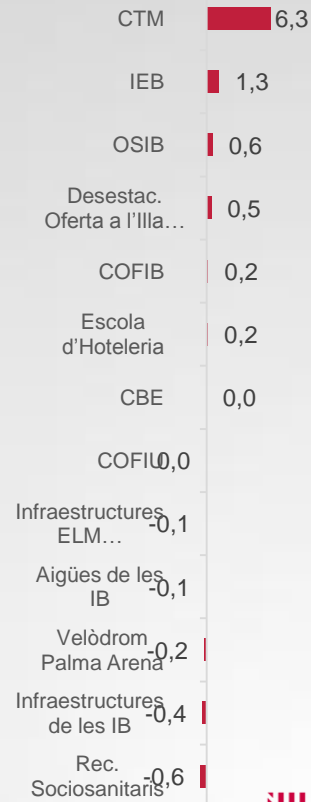 CTM 6,3
IEB 1,3
OSIB 0,6
Desestac.
Oferta a l’Illa… 0,5
COFIB 0,2
Escola
d’Hoteleria 0,2
CBE 0,0
COFIU 0,0
Infraestructures
ELM… -0,1
Aigües de les
IB -0,1
Velòdrom
Palma Arena -0,2
Infraestructures
de les IB -0,4
Rec.
Sociosanitaris -0,6